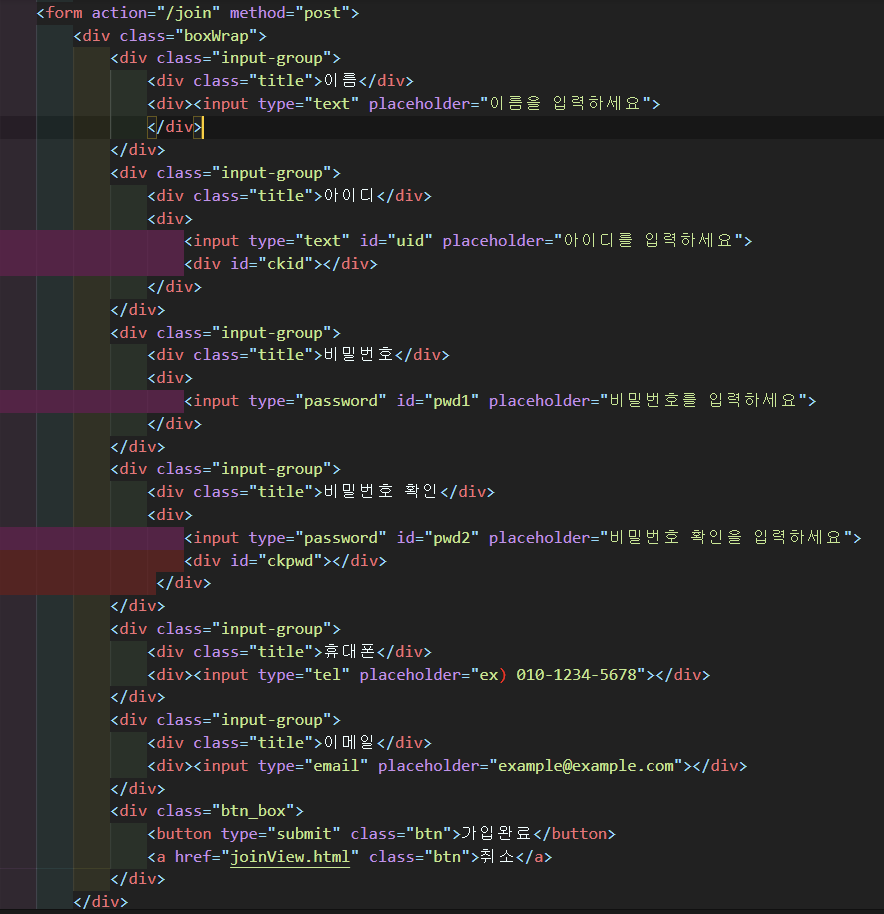 <form action="/join" method="post">
<div class="boxWrap">
<div class="input-group">
<div class="title">이름</div>
<div><input type="text" placeholder="이름을 입력하세요">
</div>
</div>
<div class="input-group">
<div class="title">아이디</div>
<div>
<input type="text" id="uid" placeholder="아이디를 입력하세요">
<div id="ckid"></div>
</div>
</div>
<div class="input-group">
<div class="title">비밀번호</div>
<div>
<input type="password" id="pwd1" placeholder="비밀번호를 입력하세요">
</div>
</div>
<div class="input-group">
<div class="title">비밀번호 확인</div>
<div>
<input type="password" id="pwd2" placeholder="비밀번호 확인을 입력하세요">
<div id="ckpwd"></div>
</div>
</div>
<div class="input-group">
<div class="title">휴대폰</div>
<div><input type="tel" placeholder="ex) 010-1234-5678"></div>
</div>
<div class="input-group">
<div class="title">이메일</div>
<div><input type="email" placeholder="example@example.com"></div>
</div>
<div class="btn_box">
<button type="submit" class="btn">가입완료</button>
<a href="joinView.html" class="btn">취소</a>
</div>
</div>